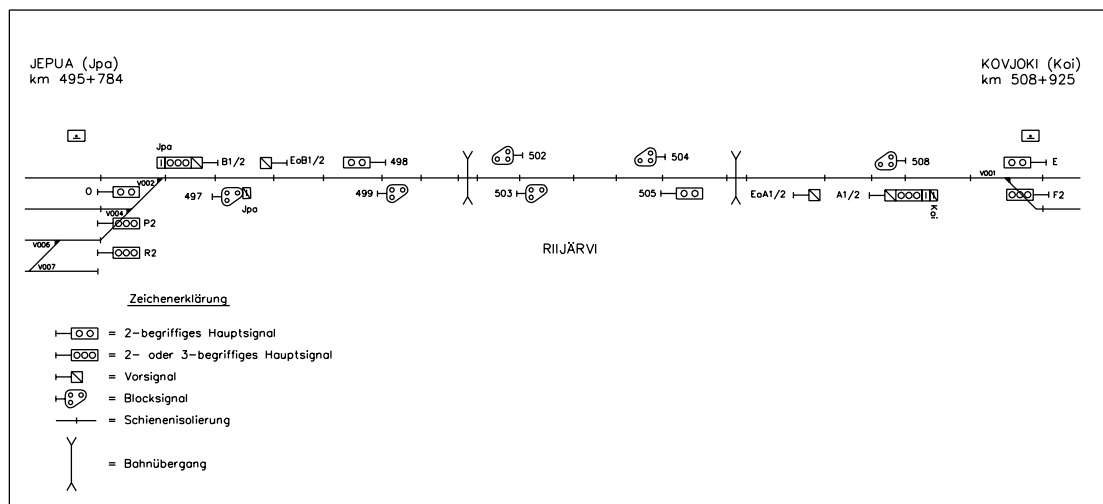 JEPUA (Jpa)
km 495+784
KOVJOKI (Koi)
km 508+925
Jpa
B1/2
EoB1/2
498
502
504
508
E
O
V002
497
Jpa
499
503
505
EoA1/2
A1/2
Koi
V001
F2
V004
P2
V006
R2
V007
RIIJÄRVI
Zeichenerklärung
= 2-begriffiges Hauptsignal
= 2- oder 3-begriffiges Hauptsignal
= Vorsignal
= Blocksignal
= Schienenisolierung
= Bahnübergang